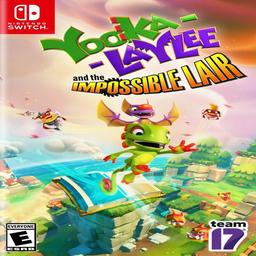 NINTENDO
SWITCH
YOOKA-
-LAYLEE
and the
IMPOSSIBLE LAIR
EVERYONE
E
ESRB
team
17